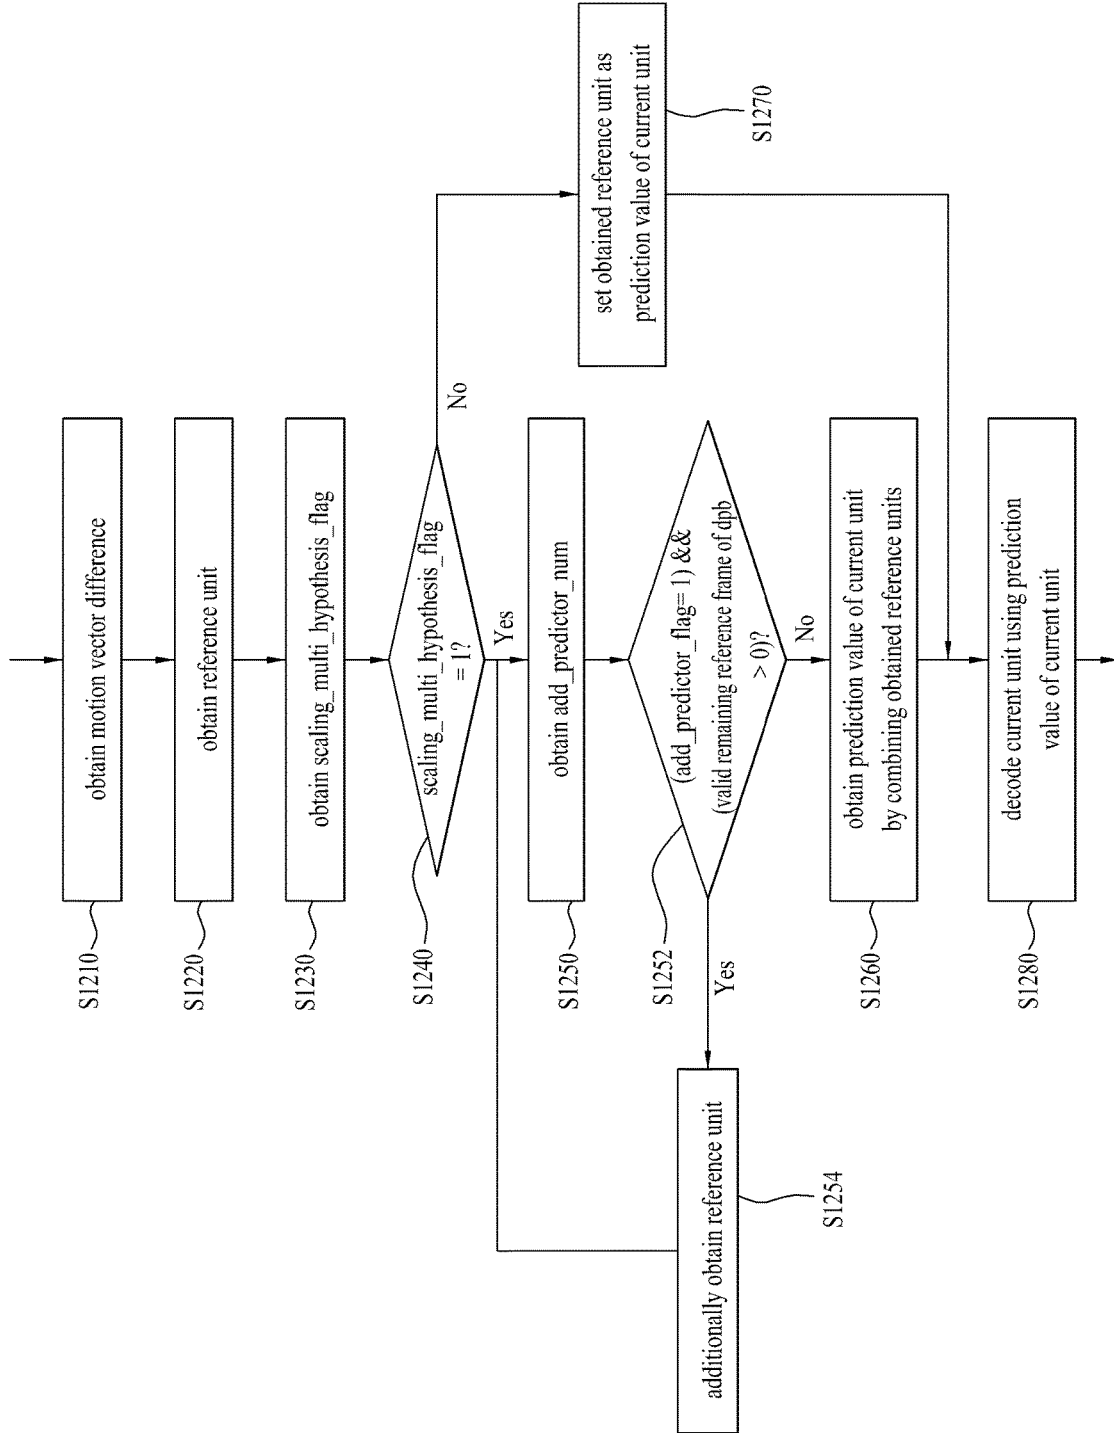 obtain motion vector difference
S1210
obtain reference unit
S1220
obtain scaling_multi_hypothesis_flag
S1230
scaling_multi_hypothesis_flag
=1?
S1240
No
Yes
obtain add_predictor_num
S1250
(add_predictor_flag= 1) &&
(valid remaining reference frame of dpb
> 0)?
S1252
Yes
No
additionally obtain reference unit
S1254
obtain prediction value of current unit
by combining obtained reference units
S1260
set obtained reference unit as
prediction value of current unit
S1270
decode current unit using prediction
value of current unit
S1280